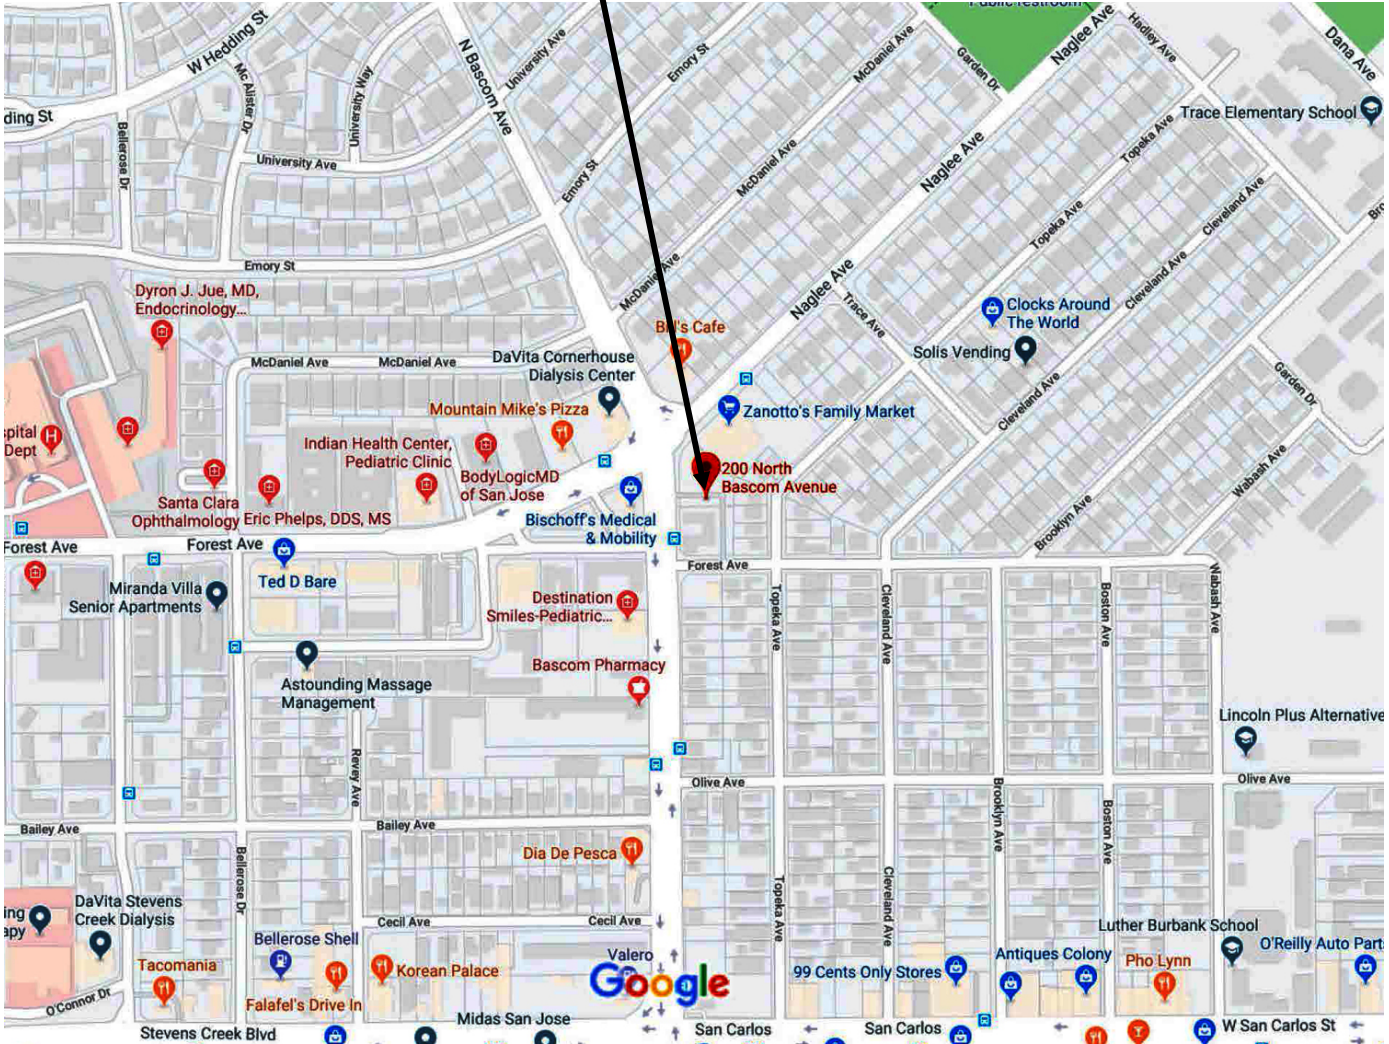 Public restroom
W Hedding St
N Bascom Ave
University Ave
Emory St
McDaniel Ave
Garden Dr
Naglee Ave
Hadley Ave
Dana Ave
McAlister Dr
University Way
Trace Elementary School
ding St
Bellerose Dr
University Ave
Emory St
McDaniel Ave
Naglee Ave
Topeka Ave
Topeka Ave
Cleveland Ave
Bro
Emory St
McDaniel Ave
Naglee Ave
Cleveland Ave
Dyron J. Jue, MD,
Endocrinology...
Trace Ave
Clocks Around
The World
Bill's Cafe
Solis Vending
McDaniel Ave
McDaniel Ave
DaVita Cornerhouse
Dialysis Center
Garden Dr
Cleveland Ave
Mountain Mike's Pizza
Zanotto's Family Market
spital
Dept
Indian Health Center,
Pediatric Clinic
BodyLogicMD
of San Jose
200 North
Bascom Avenue
Wabash Ave
Santa Clara
Ophthalmology
Eric Phelps, DDS, MS
Bischoff's Medical
& Mobility
Brooklyn Ave
Forest Ave
Forest Ave
Forest Ave
Ted D Bare
Miranda Villa
Senior Apartments
Destination
Smiles-Pediatric...
Topeka Ave
Cleveland Ave
Boston Ave
Wabash Ave
Bascom Pharmacy
Astounding Massage
Management
Lincoln Plus Alternative
Revey Ave
Olive Ave
Olive Ave
Bailey Ave
Bailey Ave
Brooklyn Ave
Boston Ave
Dia De Pesca
Bellerose Dr
Topeka Ave
Cleveland Ave
ing
apy
DaVita Stevens
Creek Dialysis
Cecil Ave
Cecil Ave
Luther Burbank School
Bellerose Shell
Valero
Antiques Colony
O'Reilly Auto Parts
Tacomania
Korean Palace
Google
99 Cents Only Stores
Pho Lynn
O'Connor Dr
Falafel's Drive In
Stevens Creek Blvd
Midas San Jose
San Carlos
San Carlos
W San Carlos St